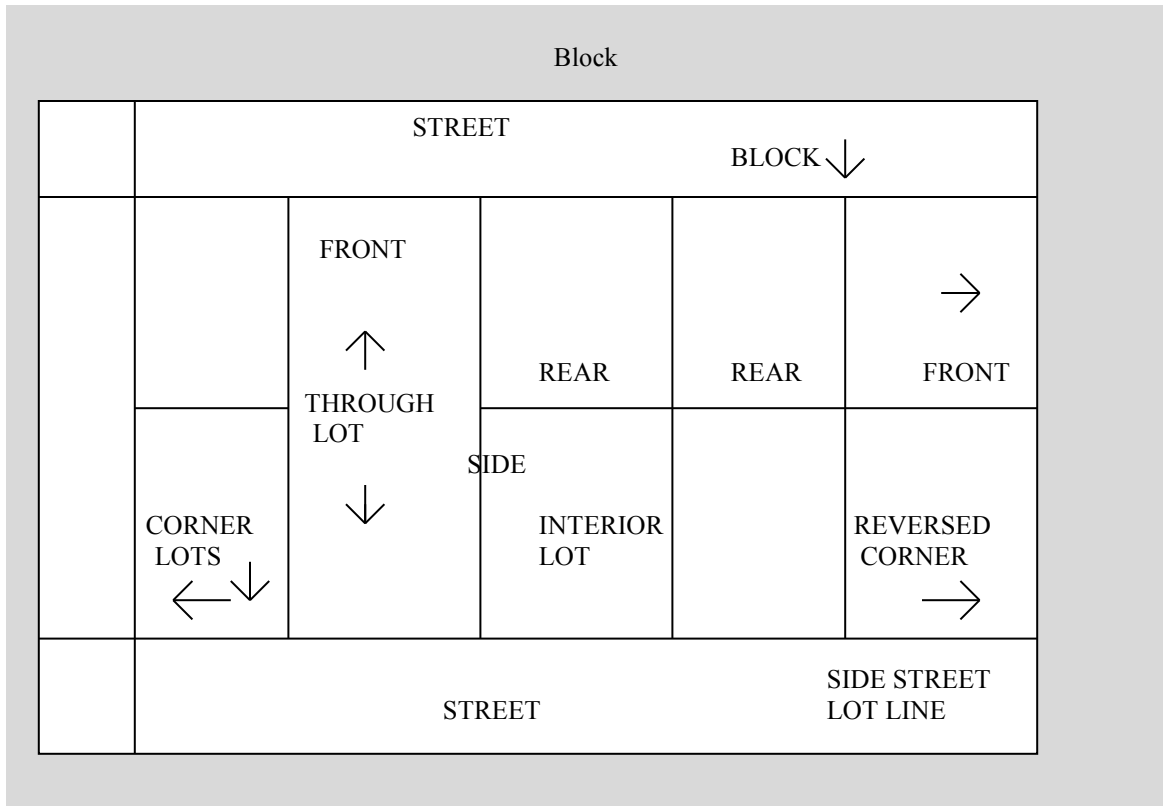 Block
STREET
BLOCK
FRONT
REAR
REAR
FRONT
THROUGH
LOT
SIDE
CORNER
LOTS
INTERIOR
LOT
REVERSED
CORNER
STREET
SIDE STREET
LOT LINE